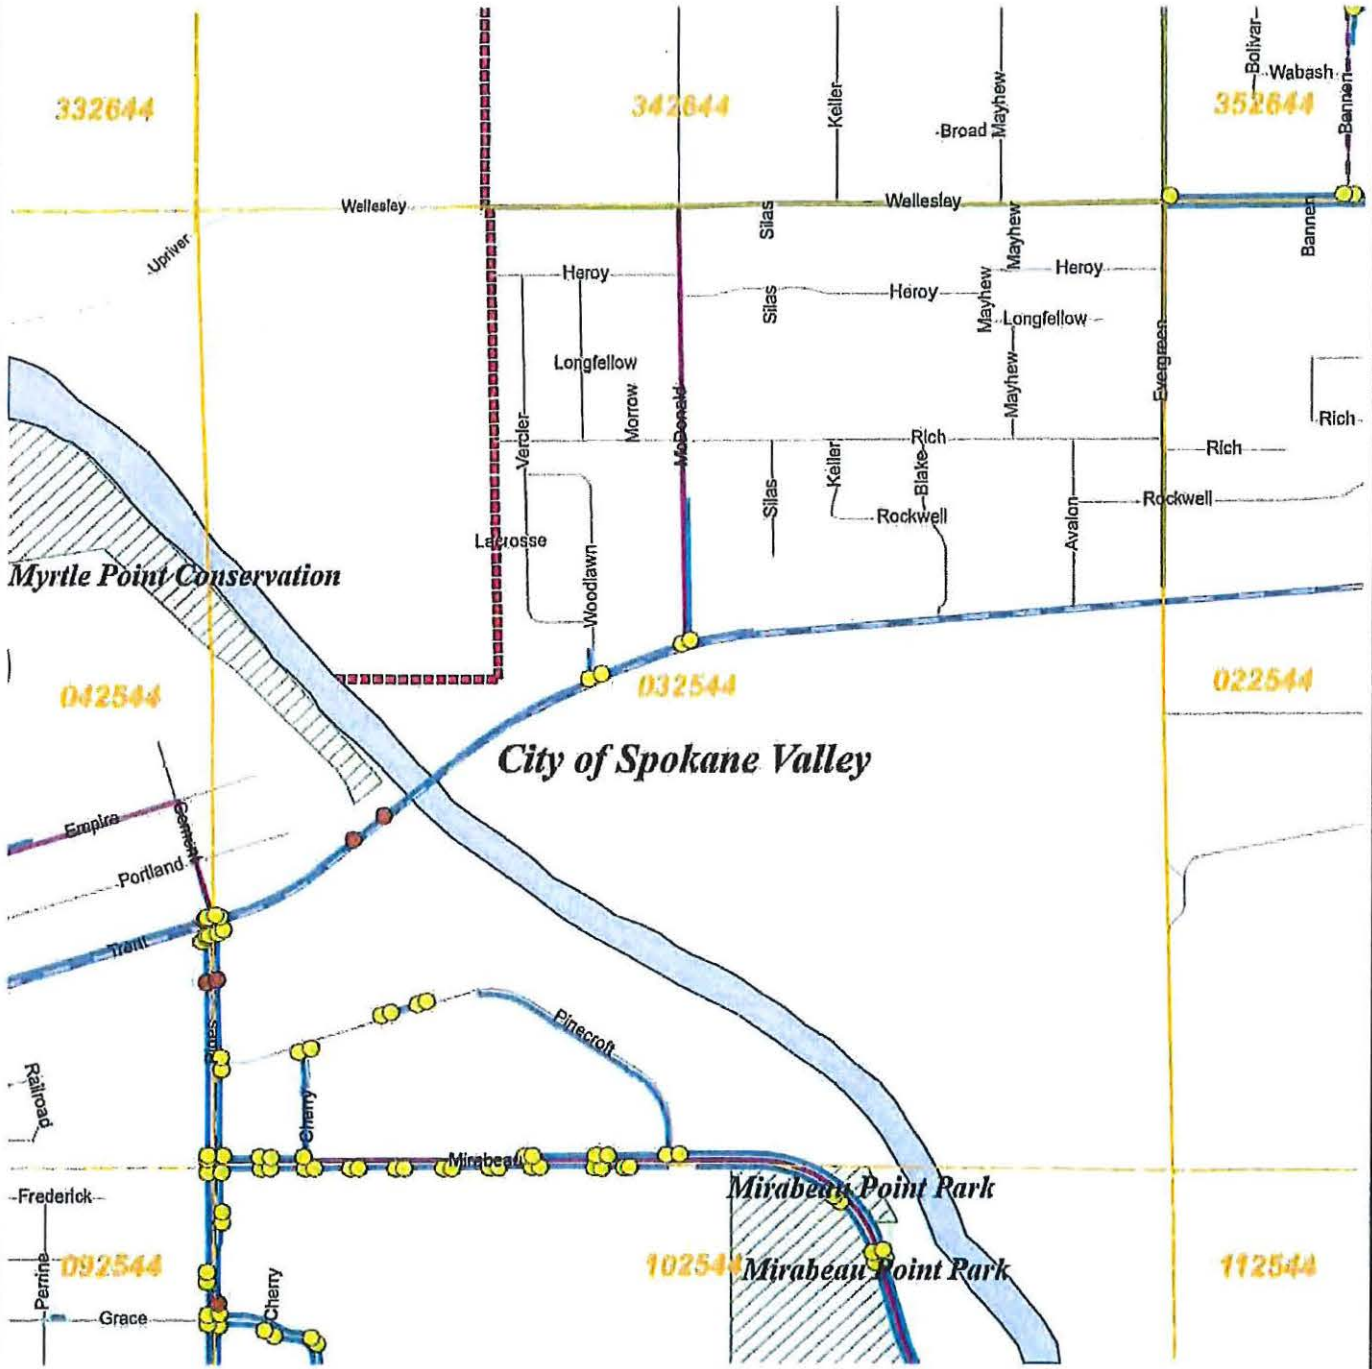 Bolivar
Wabash
332644
342644
Keller
Mayhew
352644
Bannen
Broad
Wellesley
Wellesley
Silas
Mayhew
Bannen
Upriver
Heroy
Heroy
Silas
Heroy
Mayhew
Longfellow
Evergreen
Longfellow
Morrow
McDonald
Mayhew
Vercler
Rich
Rich
Rich
Keller
Blake
Silas
Rockwell
Avalon
Rockwell
Lacrosse
Woodlawn
Myrtle Point Conservation
042544
032544
022544
City of Spokane Valley
Empire
Cement
Portland
Trent
Pines
Pinecroft
Railroad
Cherry
Mirabeau
Frederick
Mirabeau Point Park
092544
102544
Mirabeau Point Park
112544
Perrine
Cherry
Grace